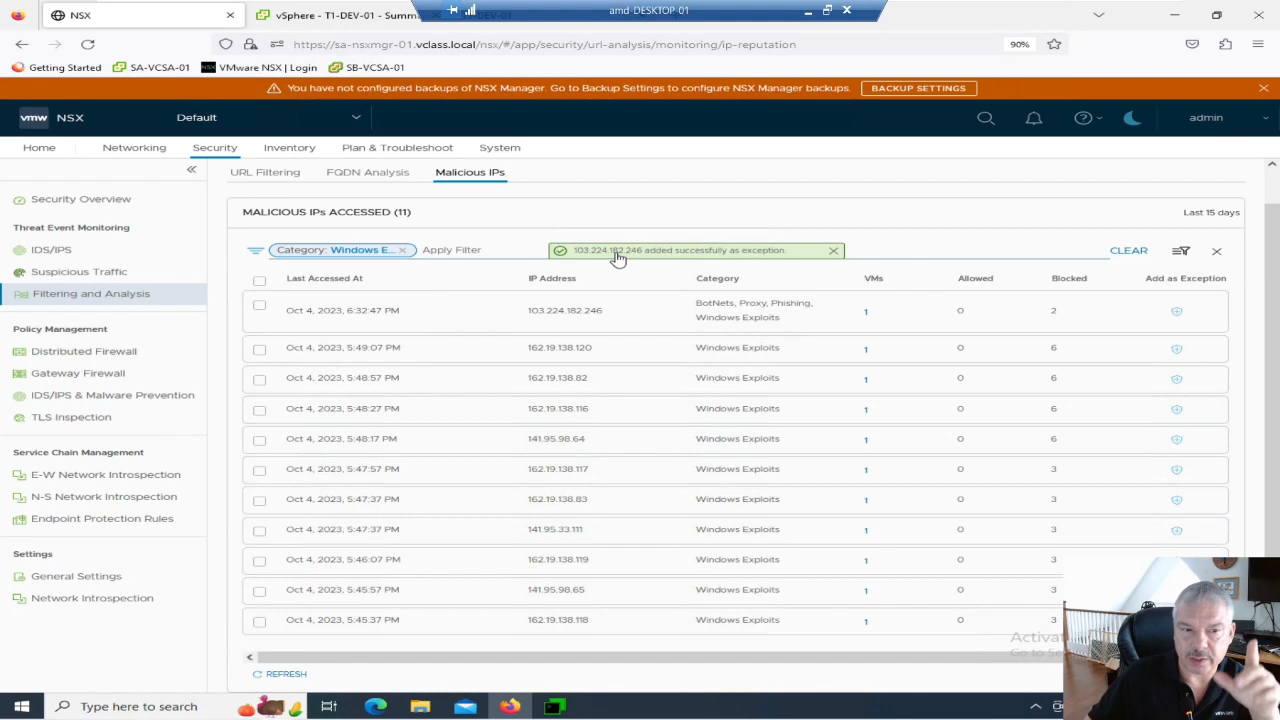 NSX
vSphere - T1-DEV-01 - Summ
amd-DESKTOP-01
https://sa-nsxmgr-01.vclass.local/nsx/#/app/security/url-analysis/monitoring/ip-reputation
90%
Getting Started
SA-VCSA-01
VMware NSX | Login
SB-VCSA-01
You have not configured backups of NSX Manager. Go to Backup Settings to configure NSX Manager backups.
BACKUP SETTINGS
vmw
NSX
Default
admin
Home
Networking
Security
Inventory
Plan & Troubleshoot
System
Security Overview
Threat Event Monitoring
IDS/IPS
Suspicious Traffic
Filtering and Analysis
Policy Management
Distributed Firewall
Gateway Firewall
IDS/IPS & Malware Prevention
TLS Inspection
Service Chain Management
E-W Network Introspection
N-S Network Introspection
Endpoint Protection Rules
Settings
General Settings
Network Introspection
URL Filtering
FQDN Analysis
Malicious IPs
MALICIOUS IPs ACCESSED (11)
Last 15 days
Category: Windows E...
Apply Filter
103.224.182.246 added successfully as exception.
CLEAR
Last Accessed At IP Address Category VMs Allowed Blocked Add as Exception
Oct 4, 2023, 6:32:47 PM 103.224.182.246 BotNets, Proxy, Phishing, 1 0 2
Windows Exploits
Oct 4, 2023, 5:49:07 PM 162.19.138.120 Windows Exploits 1 0 6
Oct 4, 2023, 5:48:57 PM 162.19.138.82 Windows Exploits 1 0 6
Oct 4, 2023, 5:48:27 PM 162.19.138.116 Windows Exploits 1 0 6
Oct 4, 2023, 5:48:17 PM 141.95.98.64 Windows Exploits 1 0 6
Oct 4, 2023, 5:47:57 PM 162.19.138.117 Windows Exploits 1 0 3
Oct 4, 2023, 5:47:37 PM 162.19.138.83 Windows Exploits 1 0 3
Oct 4, 2023, 5:47:37 PM 141.95.33.111 Windows Exploits 1 0 3
Oct 4, 2023, 5:46:07 PM 162.19.138.119 Windows Exploits 1 0 3
Oct 4, 2023, 5:45:57 PM 141.95.98.65 Windows Exploits 1 0 3
Oct 4, 2023, 5:45:37 PM 162.19.138.118 Windows Exploits 1 0 3
REFRESH
Activat
Go to Se
Type here to search